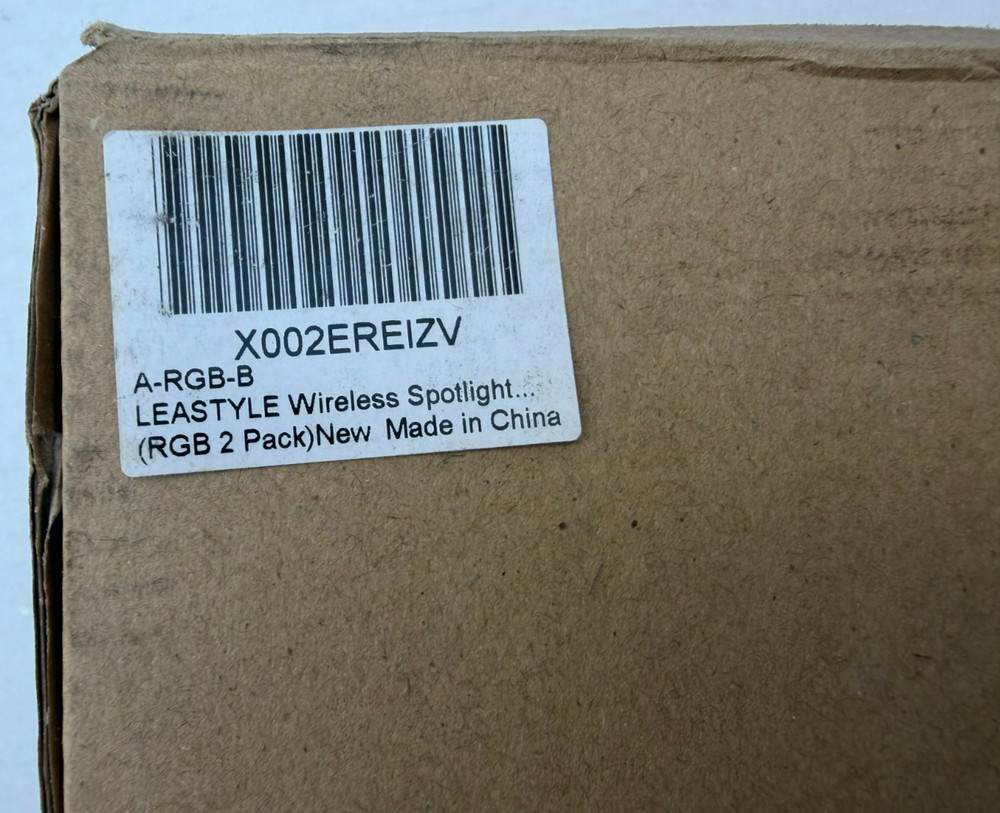 X002EREIZV
A-RGB-B
LEASTYLE Wireless Spotlight...
(RGB 2 Pack)New Made in China